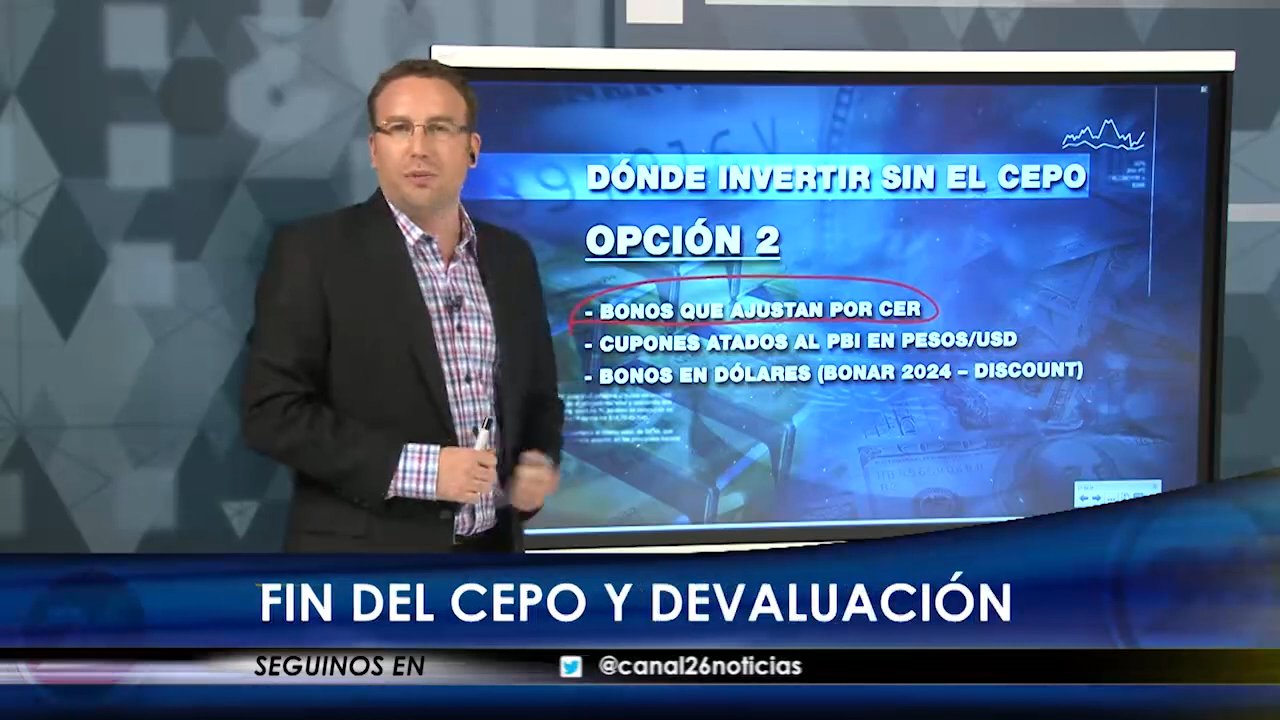 DÓNDE INVERTIR SIN EL CEPO
OPCIÓN 2
- BONOS QUE AJUSTAN POR CER
- CUPONES ATADOS AL PBI EN PESOS/USD
- BONOS EN DÓLARES (BONAR 2024 – DISCOUNT)
FIN DEL CEPO Y DEVALUACIÓN
SEGUINOS EN @canal26noticias